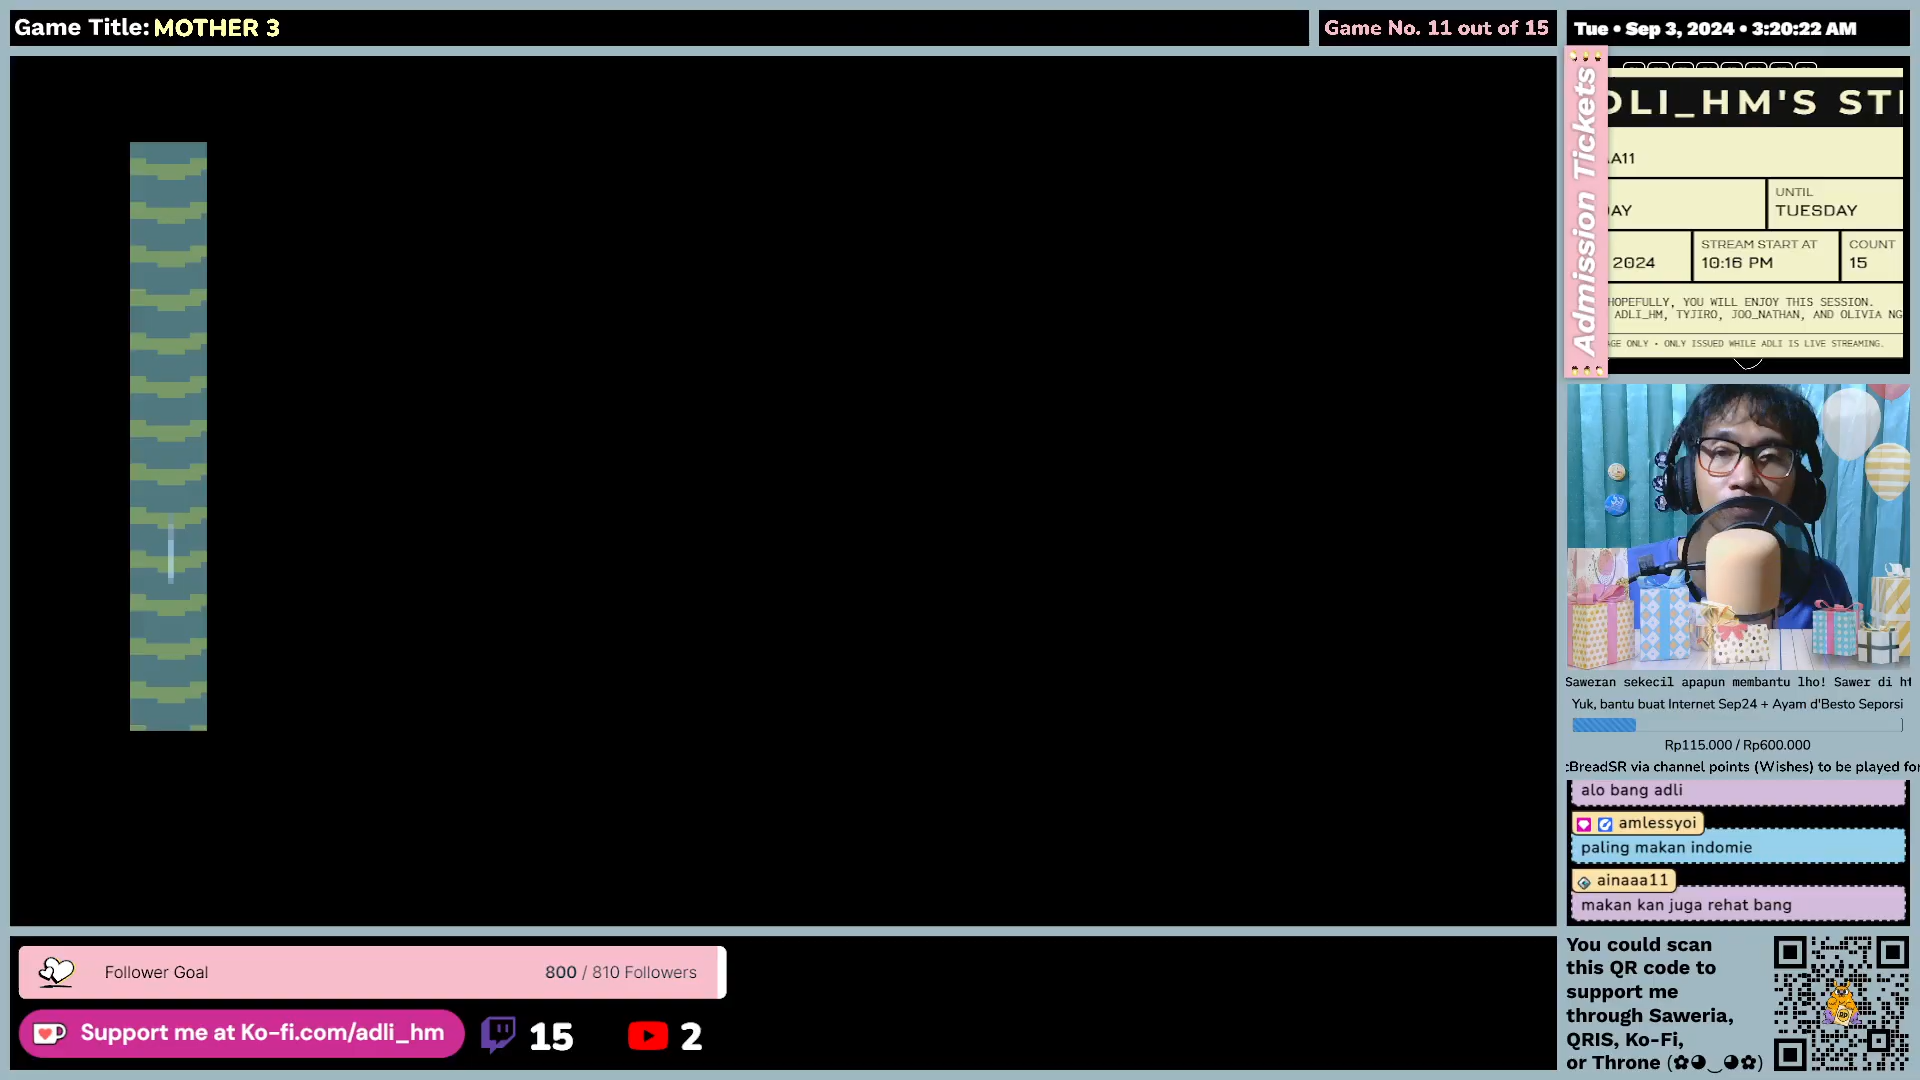 Game Title: MOTHER 3
Game No. 11 out of 15
Tue • Sep 3, 2024 • 3:20:22 AM
Admission Tickets
DLI_HM'S ST
A11
UNTIL
AY
TUESDAY
STREAM START AT
COUNT
2024
10:16 PM
15
HOPEFULLY, YOU WILL ENJOY THIS SESSION.
ADLI_HM, TYJIRO, JOO_NATHAN, AND OLIVIA NG
GE ONLY • ONLY ISSUED WHILE ADLI IS LIVE STREAMING.
Saweran sekecil apapun membantu lho! Sawer di ht
Yuk, bantu buat Internet Sep24 + Ayam d'Besto Seporsi
Rp115.000 / Rp600.000
cBreadSR via channel points (Wishes) to be played for
alo bang adli
amlessyoi
paling makan indomie
ainaaa11
makan kan juga rehat bang
Follower Goal
800 / 810 Followers
Support me at Ko-fi.com/adli_hm
15
2
You could scan
this QR code to
support me
through Saweria,
QRIS, Ko-Fi,
or Throne (✿◕‿◕✿)